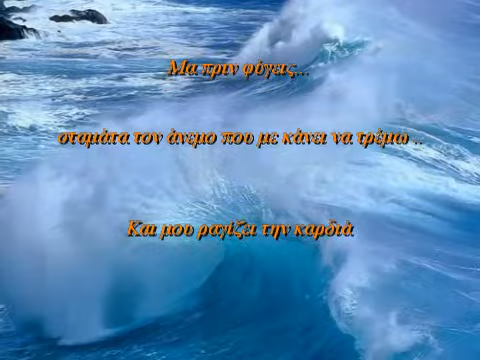 Μα πριν φύγεις...
σταμάτα τον άνεμο που με κάνει να τρέμω ..
Και μου ραγίζει την καρδιά